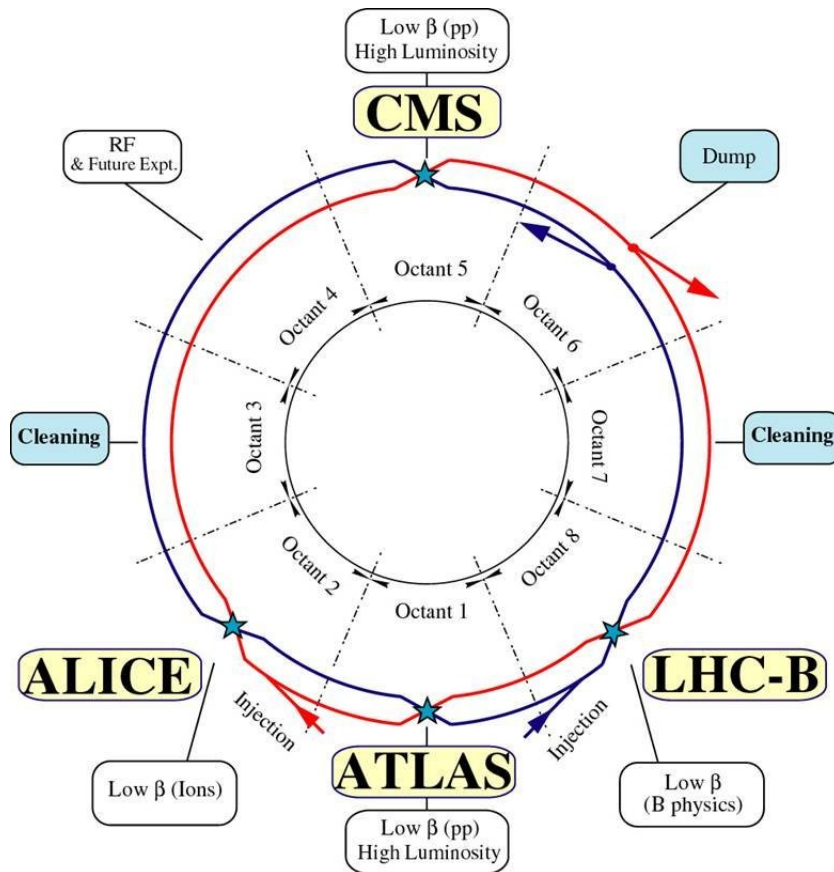 Low β (pp)
High Luminosity
CMS
RF
& Future Expt.
Dump
Octant 5
Octant 4
Octant 6
Cleaning
Octant 3
Octant 7
Cleaning
Octant 2
Octant 8
Octant 1
ALICE
LHC-B
Injection
Injection
ATLAS
Low β (Ions)
Low β
(B physics)
Low β (pp)
High Luminosity